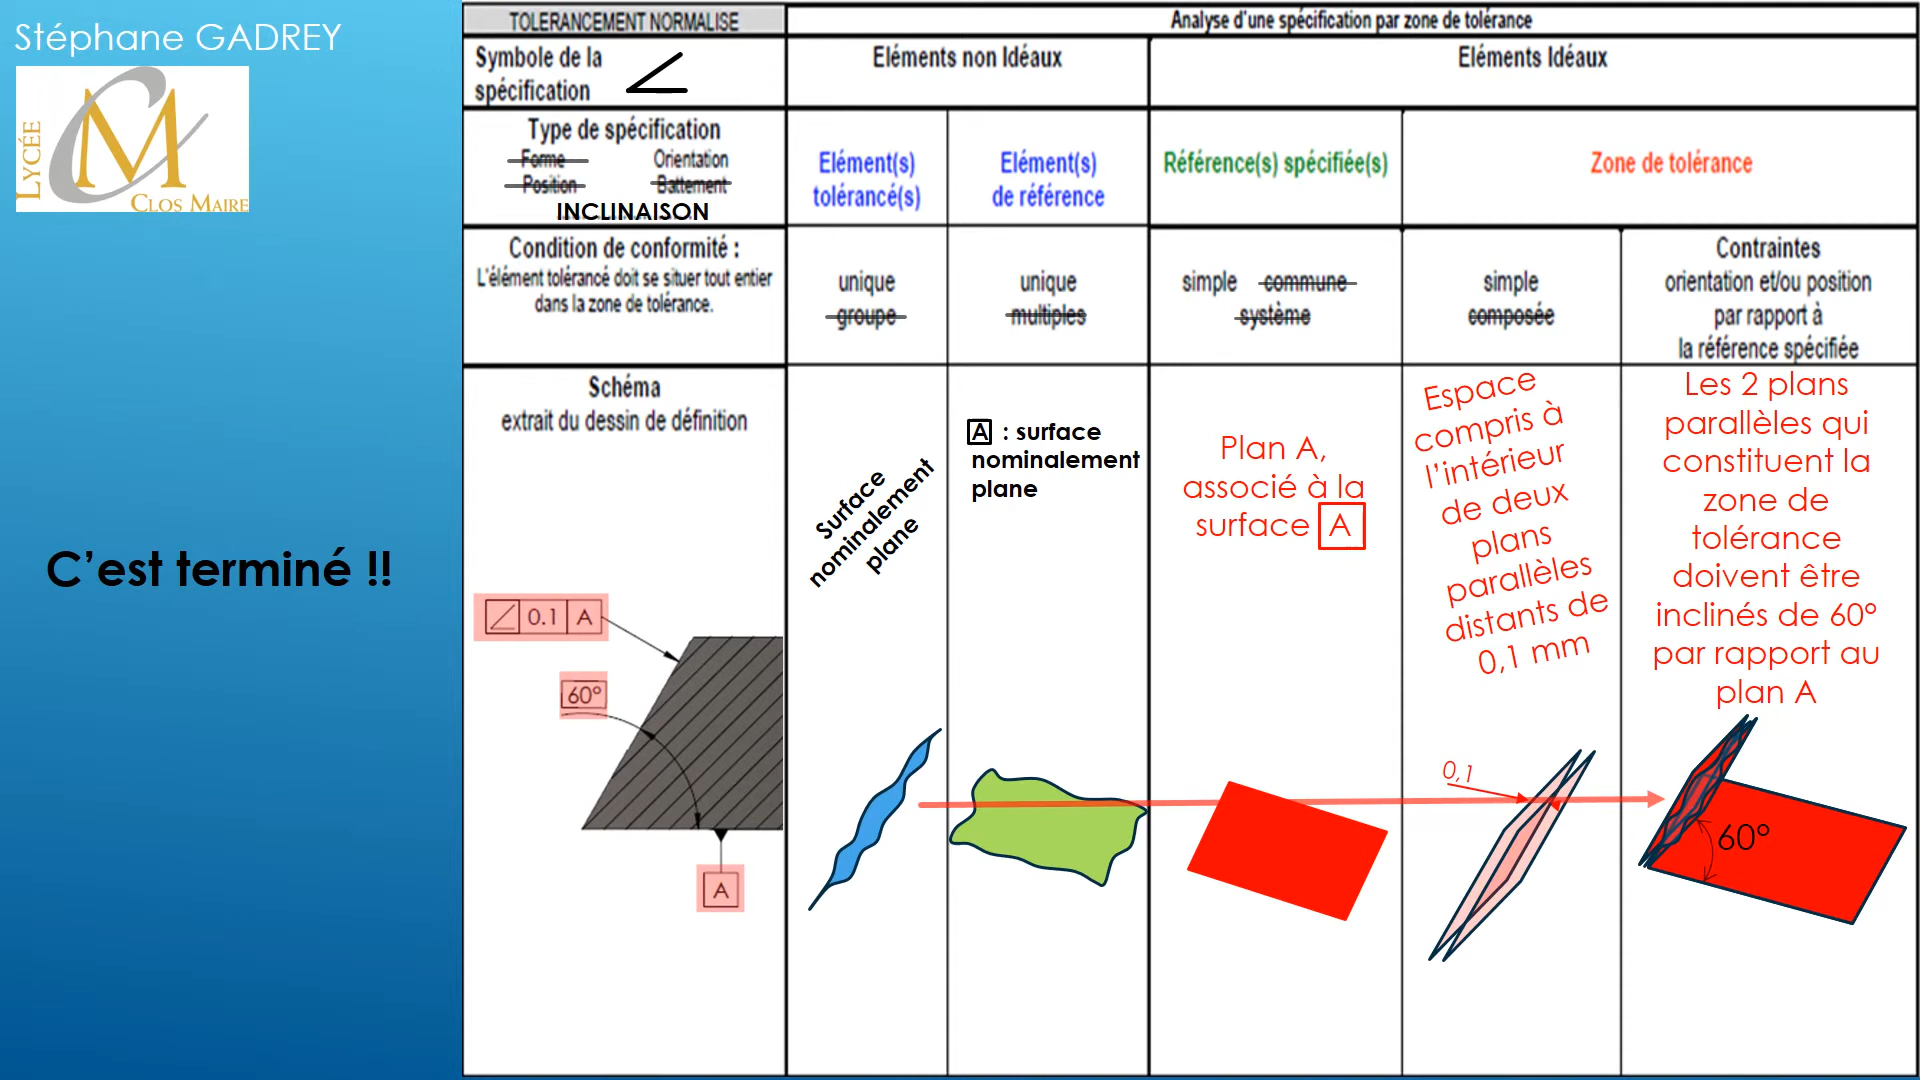 Stéphane GADREY
LYCÉE
CM
CLOS MAIRE
C’est terminé !!
TOLERANCEMENT NORMALISE
Analyse d’une spécification par zone de tolérance
Symbole de la
spécification
Eléments non Idéaux
Eléments Idéaux
Type de spécification
Forme Orientation
Position Battement
INCLINAISON
Elément(s)
tolérancé(s)
Elément(s)
de référence
Référence(s) spécifiée(s)
Zone de tolérance
Condition de conformité :
L’élément tolérancé doit se situer tout entier
dans la zone de tolérance.
unique
groupe
unique
multiples
simple commune
système
simple
composée
Contraintes
orientation et/ou position
par rapport à
la référence spécifiée
Schéma
extrait du dessin de définition
0.1 A
60°
A
Surface
nominalement
plane
A : surface
nominalement
plane
Plan A,
associé à la
surface A
Espace
compris à
l’intérieur
de deux
plans
parallèles
distants de
0,1 mm
0,1
Les 2 plans
parallèles qui
constituent la
zone de
tolérance
doivent être
inclinés de 60°
par rapport au
plan A
60°